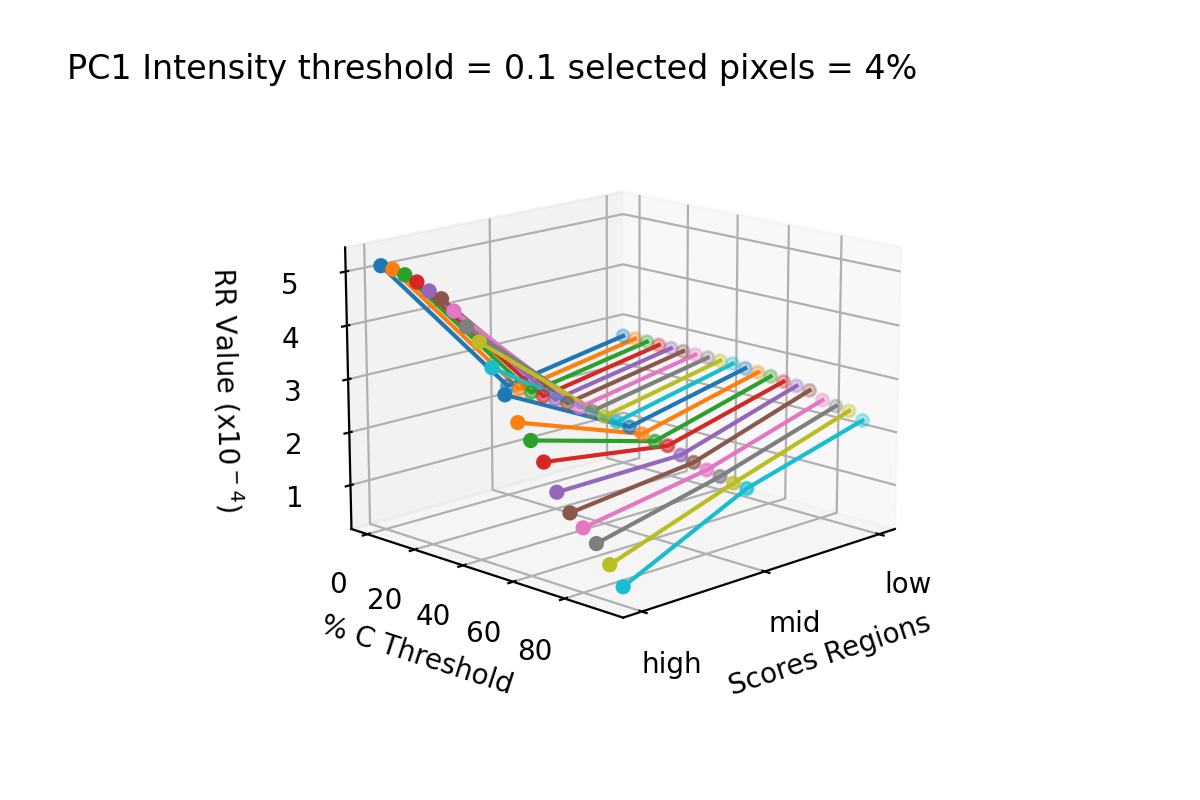 PC1 Intensity threshold = 0.1 selected pixels = 4%
RR Value (x10⁻⁴)
5
4
3
2
1
0
20
40
60
80
% C Threshold
high
mid
low
Scores Regions